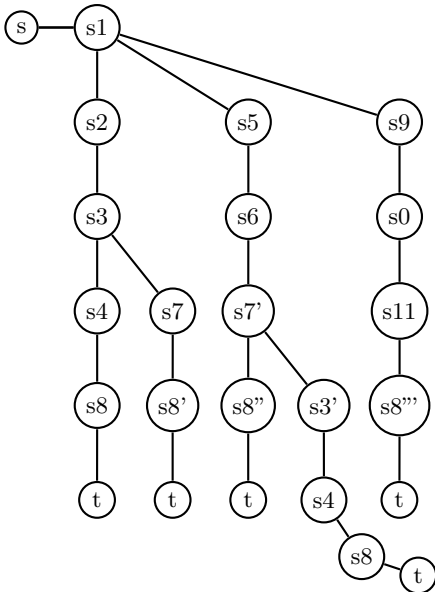 s s1
s2 s5 s9
s3 s6 s0
s4 s7 s7' s11
s8 s8' s8" s3' s8"'
t t t s4 t
s8
t